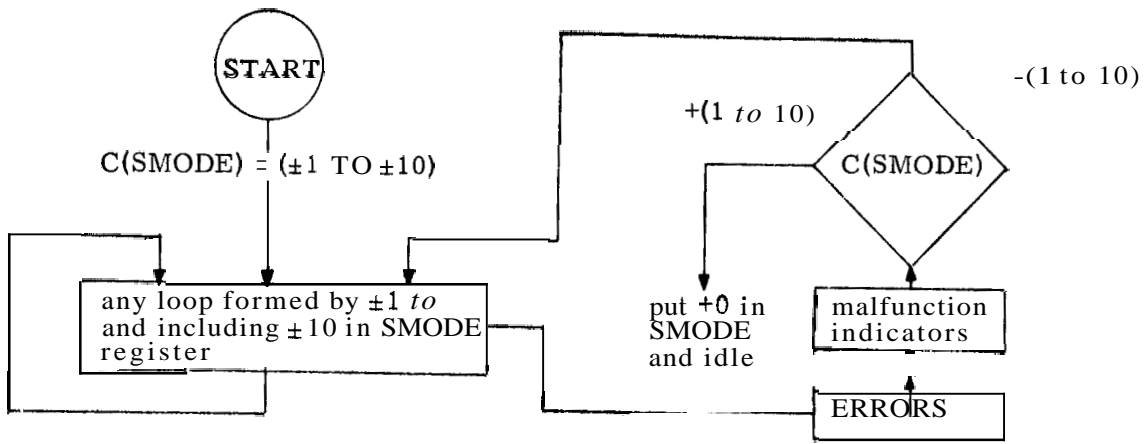 START
C(SMODE) = (±1 TO ±10)
any loop formed by ±1 to
and including ±10 in SMODE
register
-(1 to 10)
+(1 to 10)
C(SMODE)
put +0 in
SMODE
and idle
malfunction
indicators
ERRORS